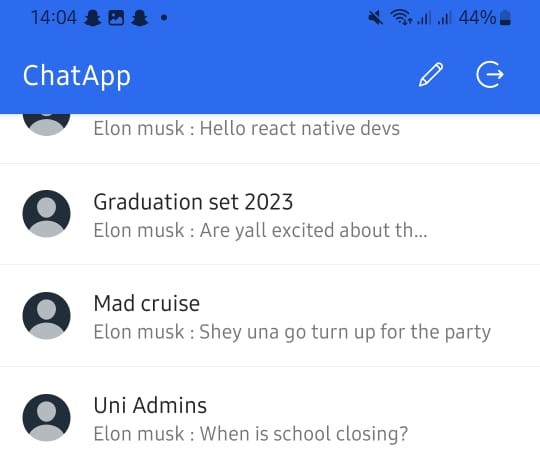 14:04 44%
ChatApp
Elon musk : Hello react native devs
Graduation set 2023
Elon musk : Are yall excited about th...
Mad cruise
Elon musk : Shey una go turn up for the party
Uni Admins
Elon musk : When is school closing?